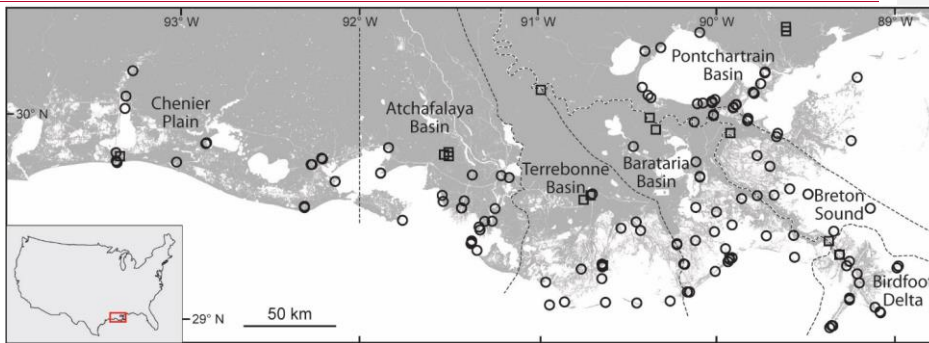 93° W
92° W
91° W
90° W
89° W
Pontchartrain
Basin
30° N
Chenier
Plain
Atchafalaya
Basin
Terrebonne
Basin
Barataria
Basin
Breton
Sound
Birdfoot
Delta
29° N
50 km